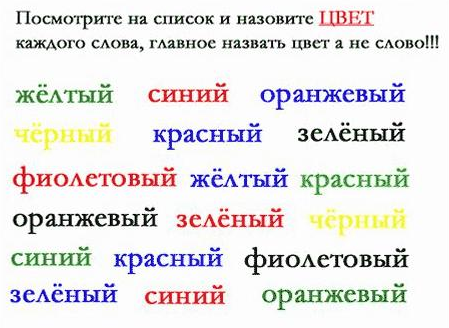 Посмотрите на список и назовите ЦВЕТ
каждого слова, главное назвать цвет а не слово!!!
жёлтый синий оранжевый
чёрный красный зелёный
фиолетовый жёлтый красный
оранжевый зелёный чёрный
синий красный фиолетовый
зелёный синий оранжевый